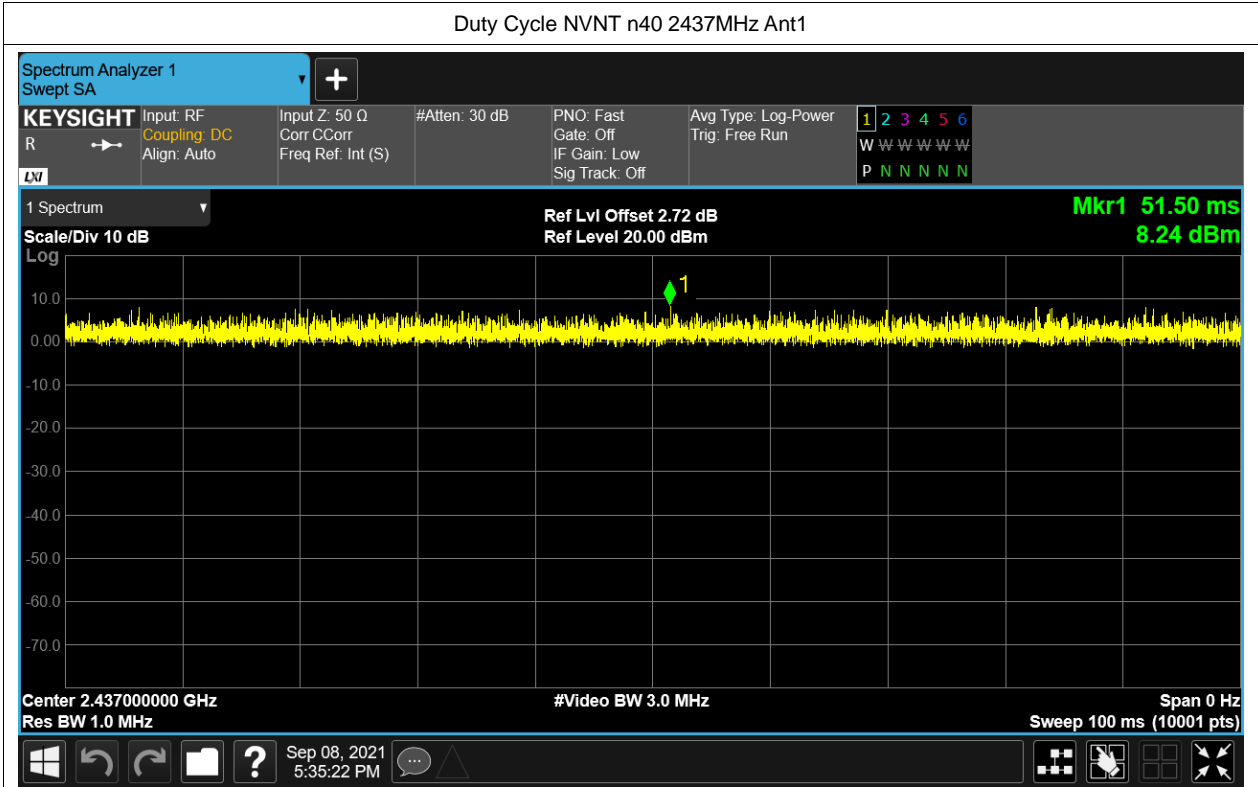 Duty Cycle NVNT n40 2437MHz Ant1
Spectrum Analyzer 1
Swept SA
KEYSIGHT
R
LXI
Input: RF
Coupling: DC
Align: Auto
Input Z: 50 Ω
Corr CCorr
Freq Ref: Int (S)
#Atten: 30 dB
PNO: Fast
Gate: Off
IF Gain: Low
Sig Track: Off
Avg Type: Log-Power
Trig: Free Run
1 2 3 4 5 6
W W W W W W
P N N N N N
1 Spectrum
Scale/Div 10 dB
Log
Ref Lvl Offset 2.72 dB
Ref Level 20.00 dBm
Mkr1 51.50 ms
8.24 dBm
1
10.0
0.00
-10.0
-20.0
-30.0
-40.0
-50.0
-60.0
-70.0
Center 2.437000000 GHz
#Video BW 3.0 MHz
Span 0 Hz
Res BW 1.0 MHz
Sweep 100 ms (10001 pts)
?
Sep 08, 2021
5:35:22 PM